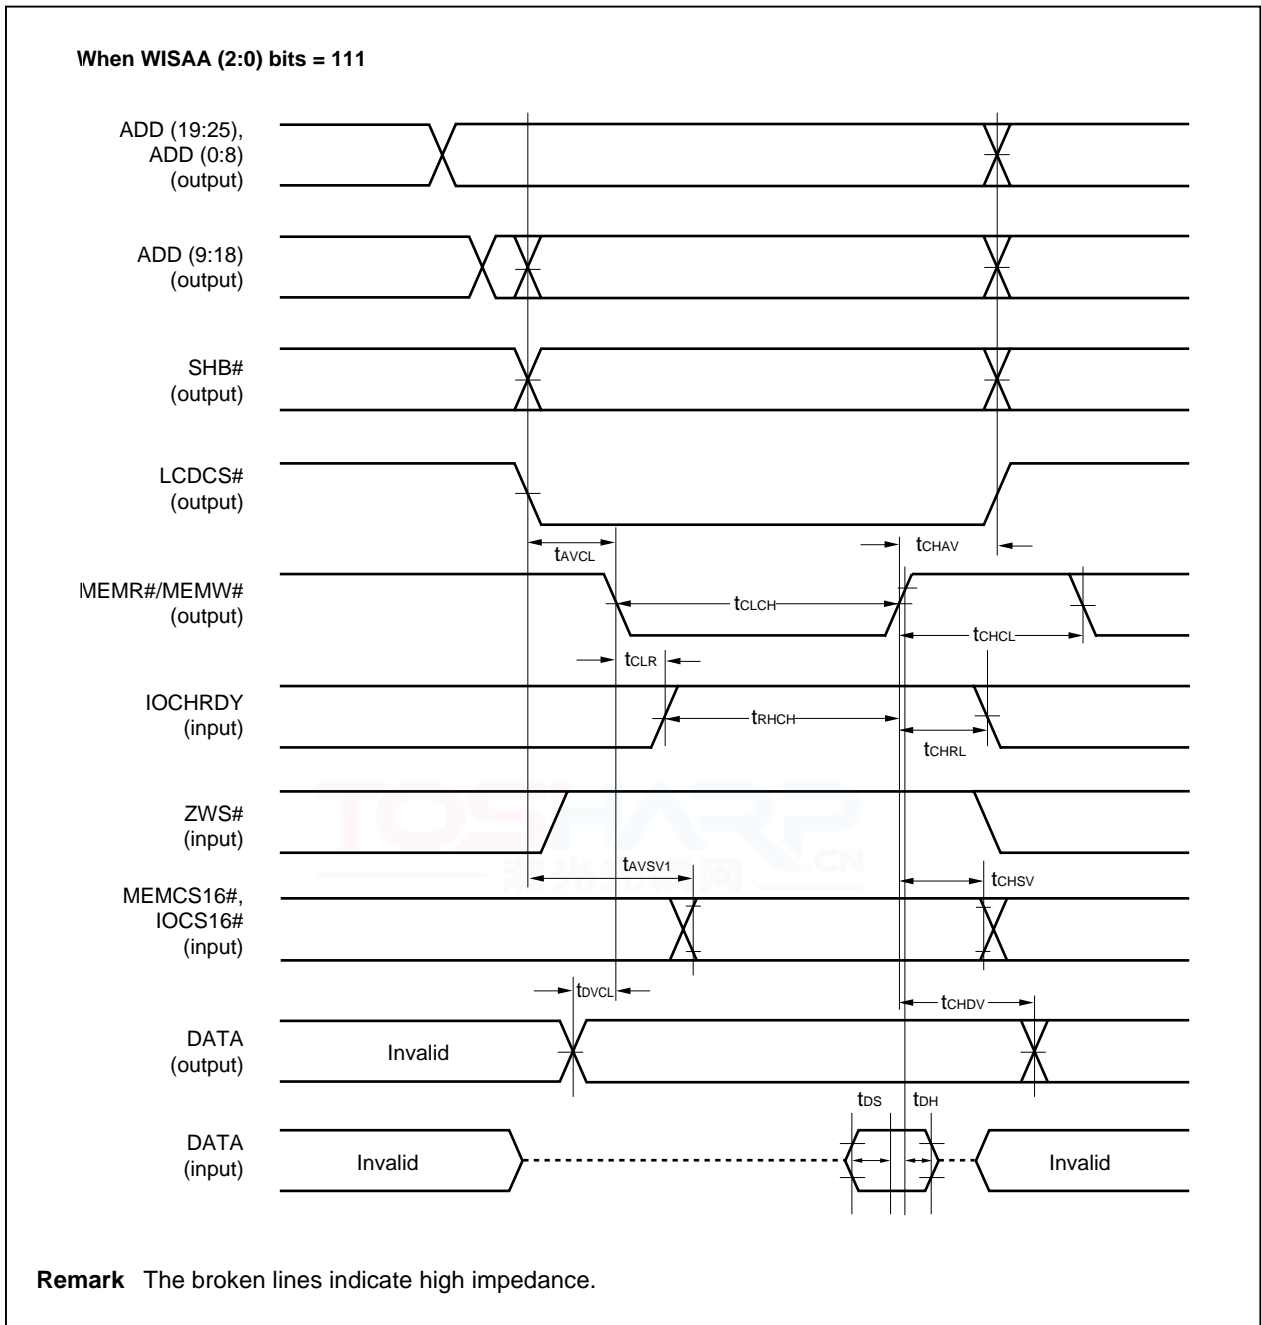 When WISAA (2:0) bits = 111
ADD (19:25),
ADD (0:8)
(output)
ADD (9:18)
(output)
SHB#
(output)
LCDCS#
(output)
tAVCL
tCHAV
MEMR#/MEMW#
(output)
tCLCH
tCHCL
tCLR
IOCHRDY
(input)
tRHCH
tCHRL
ZWS#
(input)
TOSHARP
.CN
tAVSV1
tCHSV
MEMCS16#,
IOCS16#
(input)
tDVCL
tCHDV
DATA
(output)
Invalid
tDS
tDH
DATA
(input)
Invalid
Invalid
Remark The broken lines indicate high impedance.